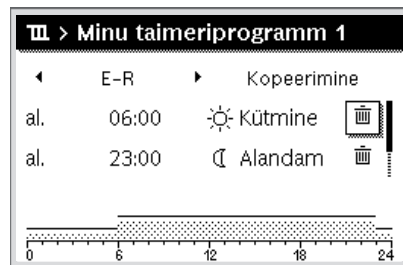 > Minu taimeriprogramm 1
E-R Kopeerimine
al. 06:00 Kütmine
al. 23:00 Alandam
0 6 12 18 24